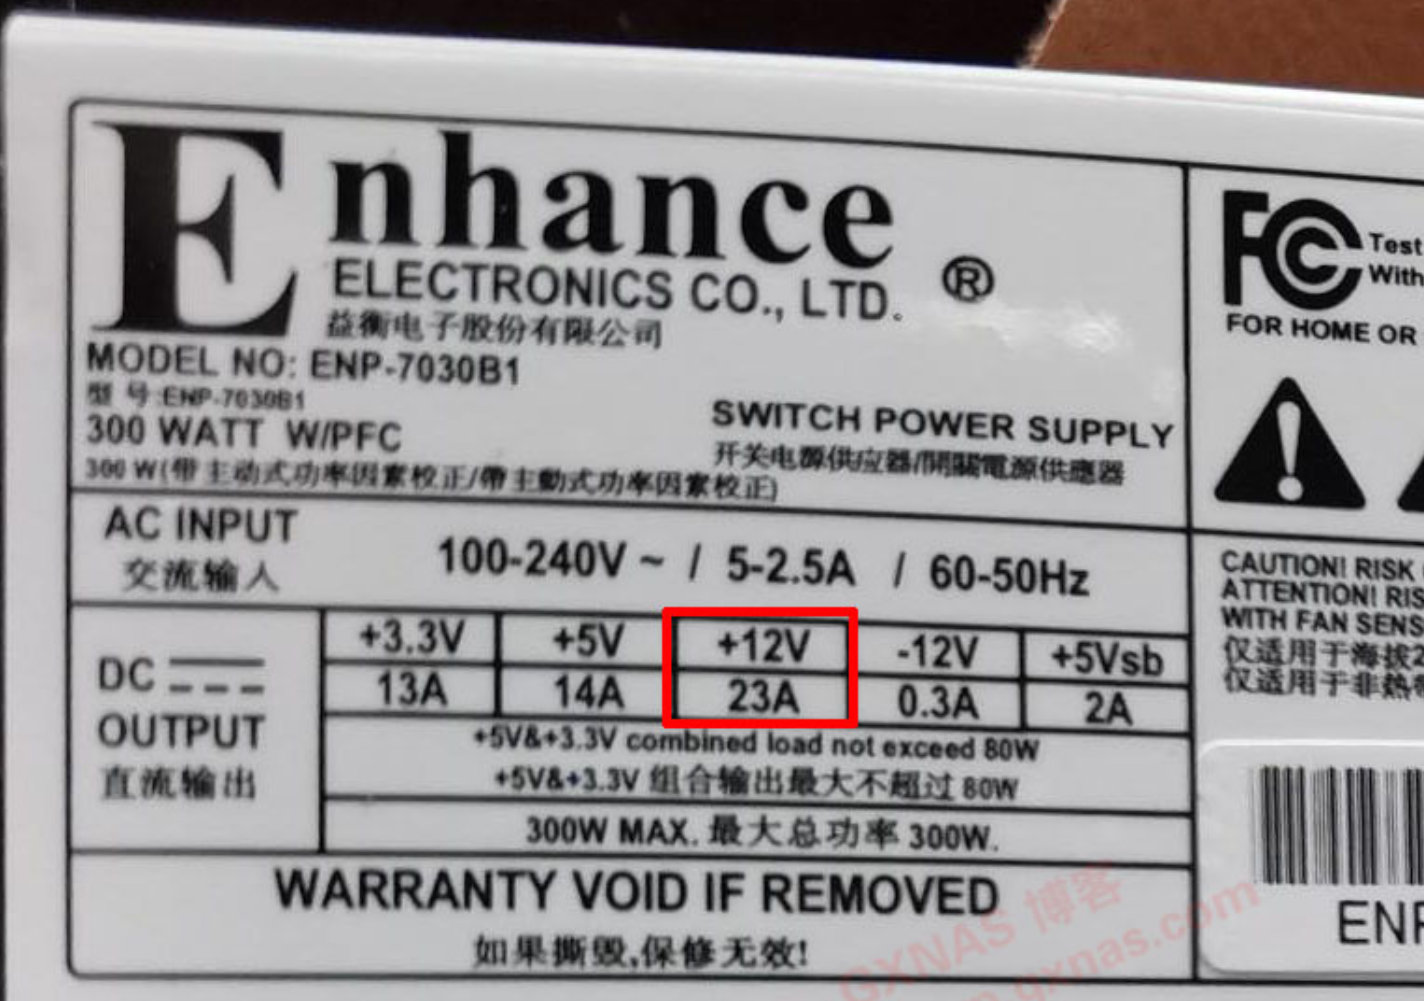 Enhance ®
ELECTRONICS CO., LTD.
益衡电子股份有限公司
MODEL NO: ENP-7030B1
型 号:ENP-7030B1
300 WATT W/PFC
300 W(带主动式功率因素校正/帶主動式功率因素校正)
SWITCH POWER SUPPLY
开关电源供应器/開關電源供應器
AC INPUT
交流输入
100-240V ~ / 5-2.5A / 60-50Hz
DC
OUTPUT
直流输出
+3.3V +5V +12V -12V +5Vsb
13A 14A 23A 0.3A 2A
+5V&+3.3V combined load not exceed 80W
+5V&+3.3V 组合输出最大不超过 80W
300W MAX. 最大总功率 300W.
WARRANTY VOID IF REMOVED
如果撕毁,保修无效!
FC Test
With
FOR HOME OR
CAUTION! RISK
ATTENTION! RIS
WITH FAN SENS
仅适用于海拔2
仅适用于非热带
ENP
GXNAS 博客
gxnas.com